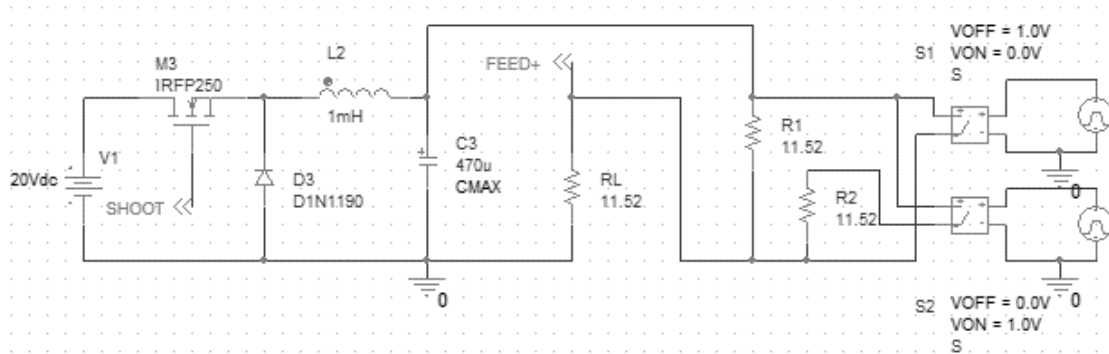 VOFF = 1.0V
S1 VON = 0.0V
S
M3
IRFP250
L2
1mH
FEED+
V1
20Vdc
SHOOT
D3
D1N1190
C3
470u
CMAX
RL
11.52
R1
11.52
R2
11.52
0
0
0
S2 VOFF = 0.0V
VON = 1.0V
S